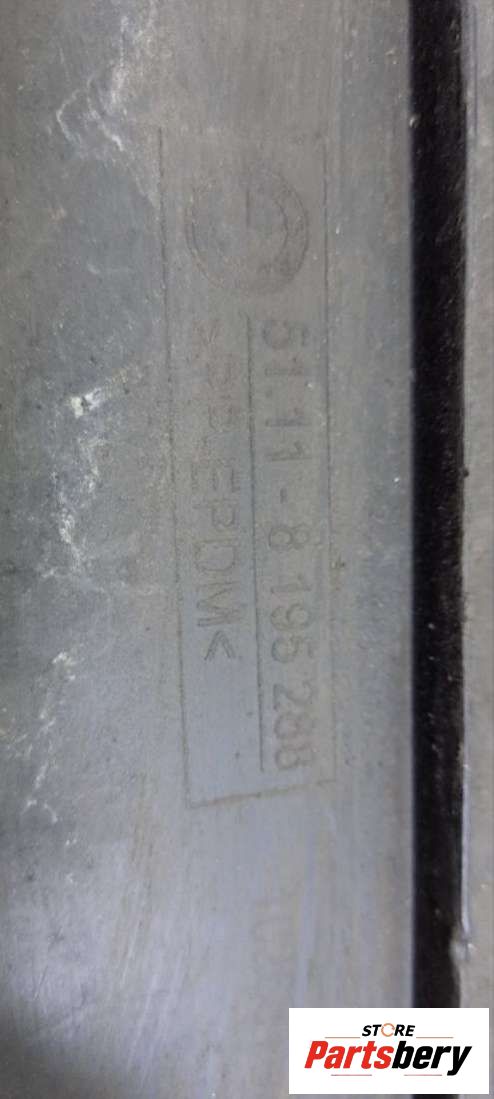 51.11-8 195 288
>PP/EPDM<
STORE
Partsbery